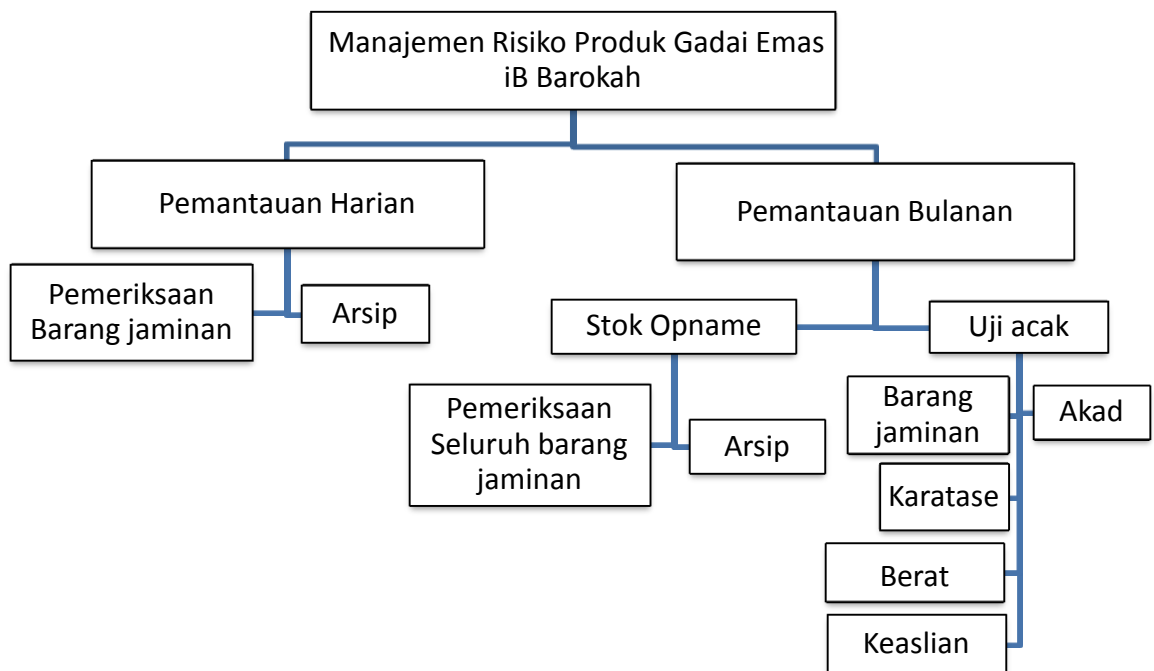 Manajemen Risiko Produk Gadai Emas
iB Barokah
Pemantauan Harian
Pemantauan Bulanan
Pemeriksaan
Barang jaminan
Arsip
Stok Opname
Uji acak
Pemeriksaan
Seluruh barang
jaminan
Arsip
Barang
jaminan
Akad
Karatase
Berat
Keaslian